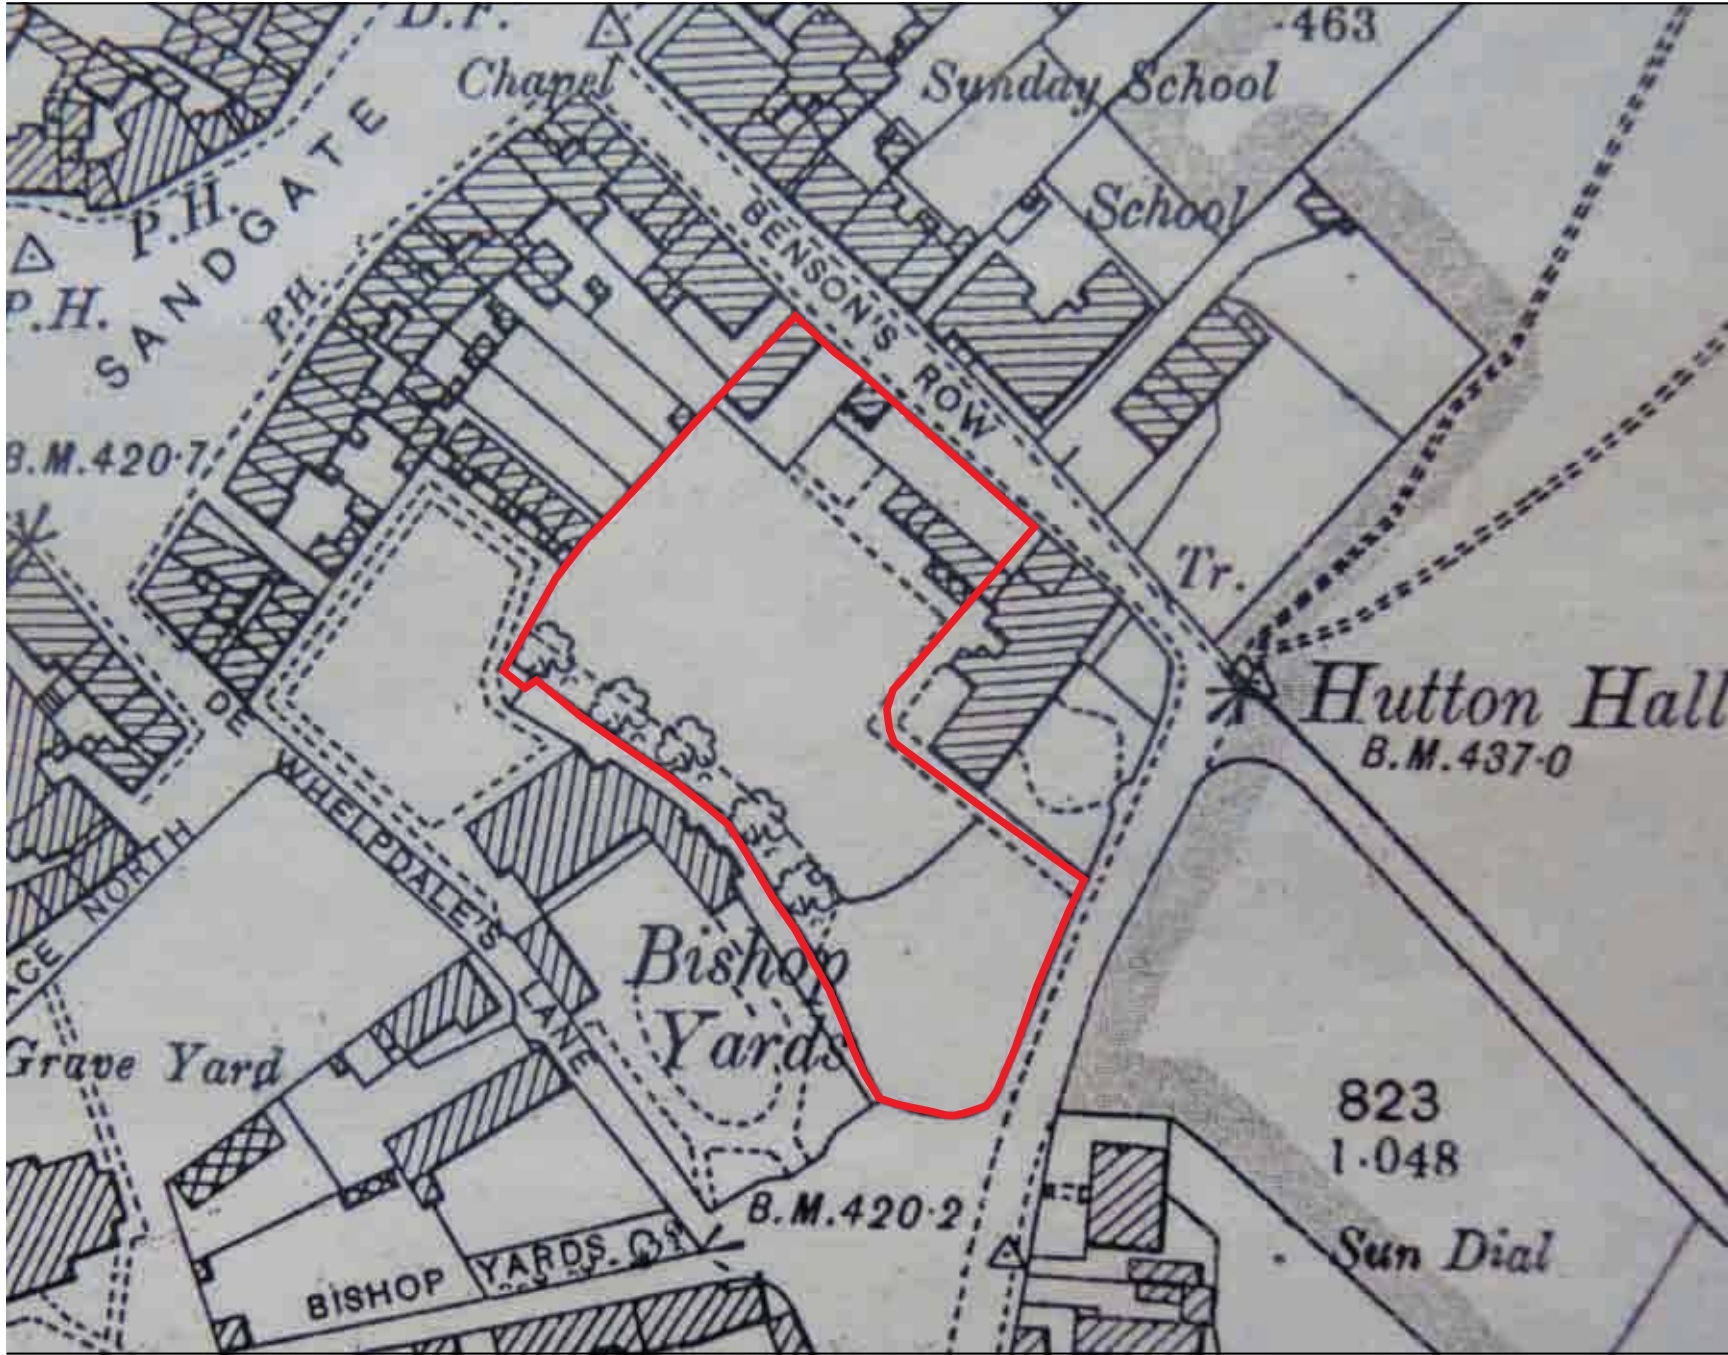 D.F.
·463
Chapel
Sunday School
P.H.
SANDGATE
School
BENSON'S ROW
P.H.
P.H.
B.M.420·7
Tr.
Hutton Hall
B.M.437·0
DE WHELPDALE'S LANE
NORTH
ACE
Bishop
Yards
Grave Yard
823
1·048
B.M.420·2
Sun Dial
BISHOP YARDS